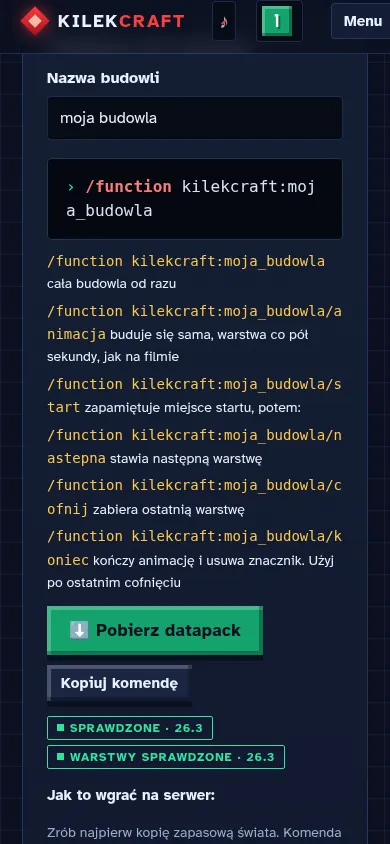 KILEKCRAFT ♪ 1 Menu
Nazwa budowli
moja budowla
› /function kilekcraft:moj
a_budowla
/function kilekcraft:moja_budowla
cała budowla od razu
/function kilekcraft:moja_budowla/a
nimacja buduje się sama, warstwa co pół
sekundy, jak na filmie
/function kilekcraft:moja_budowla/s
tart zapamiętuje miejsce startu, potem:
/function kilekcraft:moja_budowla/n
astepna stawia następną warstwę
/function kilekcraft:moja_budowla/c
ofnij zabiera ostatnią warstwę
/function kilekcraft:moja_budowla/k
oniec kończy animację i usuwa znacznik. Użyj
po ostatnim cofnięciu
⬇️ Pobierz datapack
Kopiuj komendę
SPRAWDZONE · 26.3
WARSTWY SPRAWDZONE · 26.3
Jak to wgrać na serwer:
Zrób najpierw kopię zapasową świata. Komenda